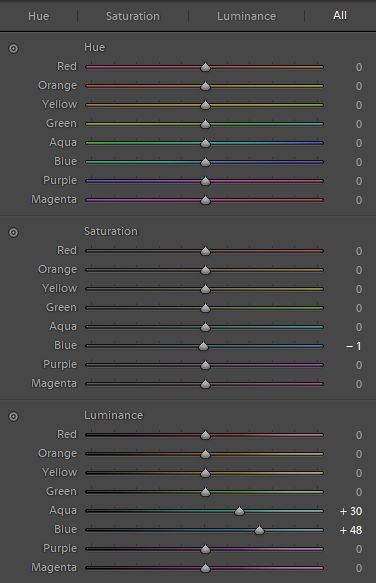 Hue Saturation Luminance All
Hue
Red 0
Orange 0
Yellow 0
Green 0
Aqua 0
Blue 0
Purple 0
Magenta 0
Saturation
Red 0
Orange 0
Yellow 0
Green 0
Aqua 0
Blue – 1
Purple 0
Magenta 0
Luminance
Red 0
Orange 0
Yellow 0
Green 0
Aqua + 30
Blue + 48
Purple 0
Magenta 0